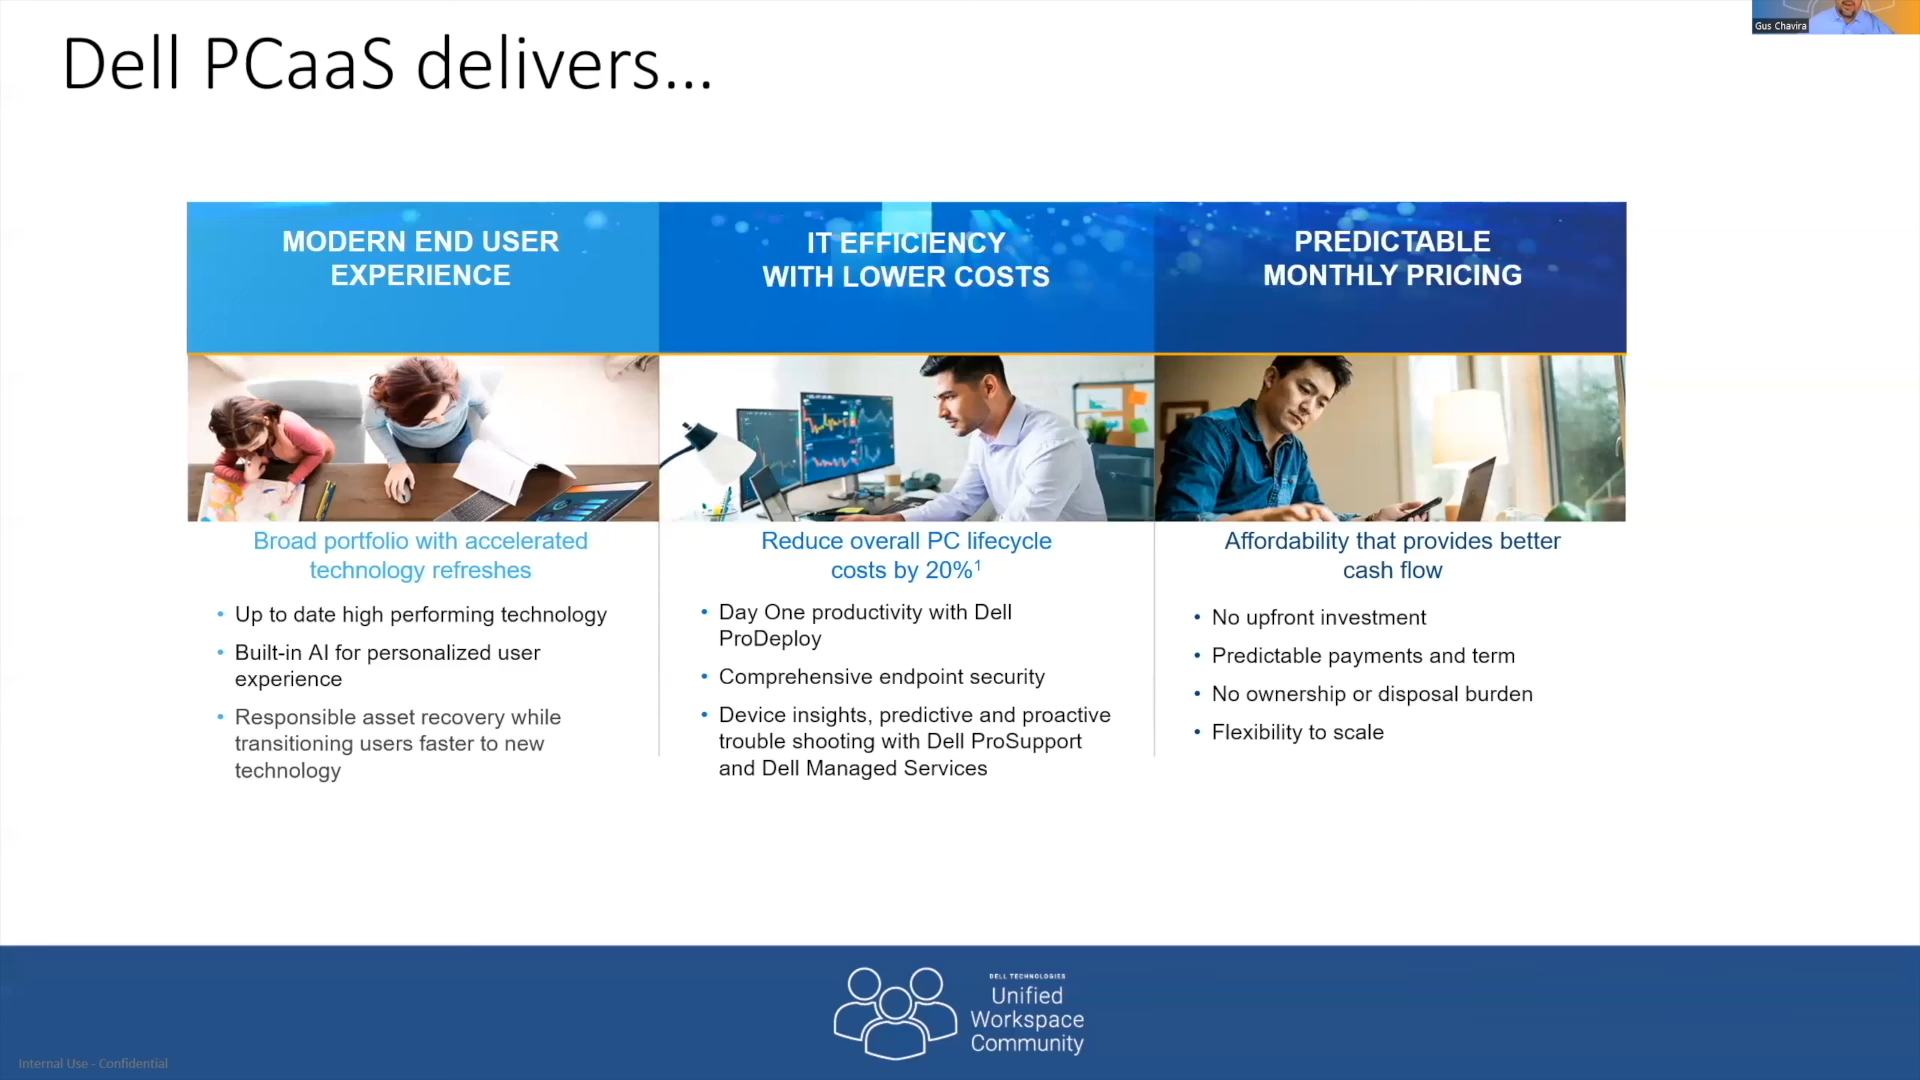 Dell PCaaS delivers...
Gus Chavira
MODERN END USER
EXPERIENCE
Broad portfolio with accelerated
technology refreshes
• Up to date high performing technology
• Built-in AI for personalized user
experience
• Responsible asset recovery while
transitioning users faster to new
technology
IT EFFICIENCY
WITH LOWER COSTS
Reduce overall PC lifecycle
costs by 20%¹
• Day One productivity with Dell
ProDeploy
• Comprehensive endpoint security
• Device insights, predictive and proactive
trouble shooting with Dell ProSupport
and Dell Managed Services
PREDICTABLE
MONTHLY PRICING
Affordability that provides better
cash flow
• No upfront investment
• Predictable payments and term
• No ownership or disposal burden
• Flexibility to scale
DELL TECHNOLOGIES
Unified
Workspace
Community
Internal Use - Confidential